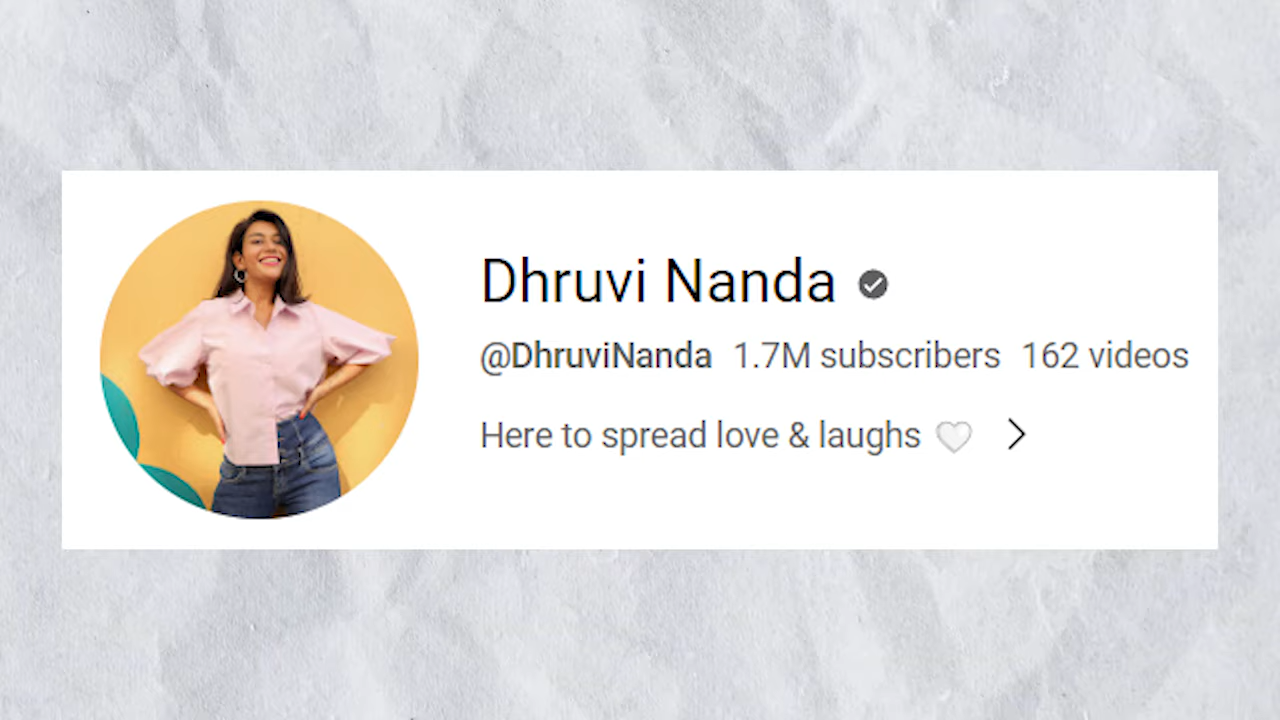 Dhruvi Nanda
@DhruviNanda 1.7M subscribers 162 videos
Here to spread love & laughs 🤍 >